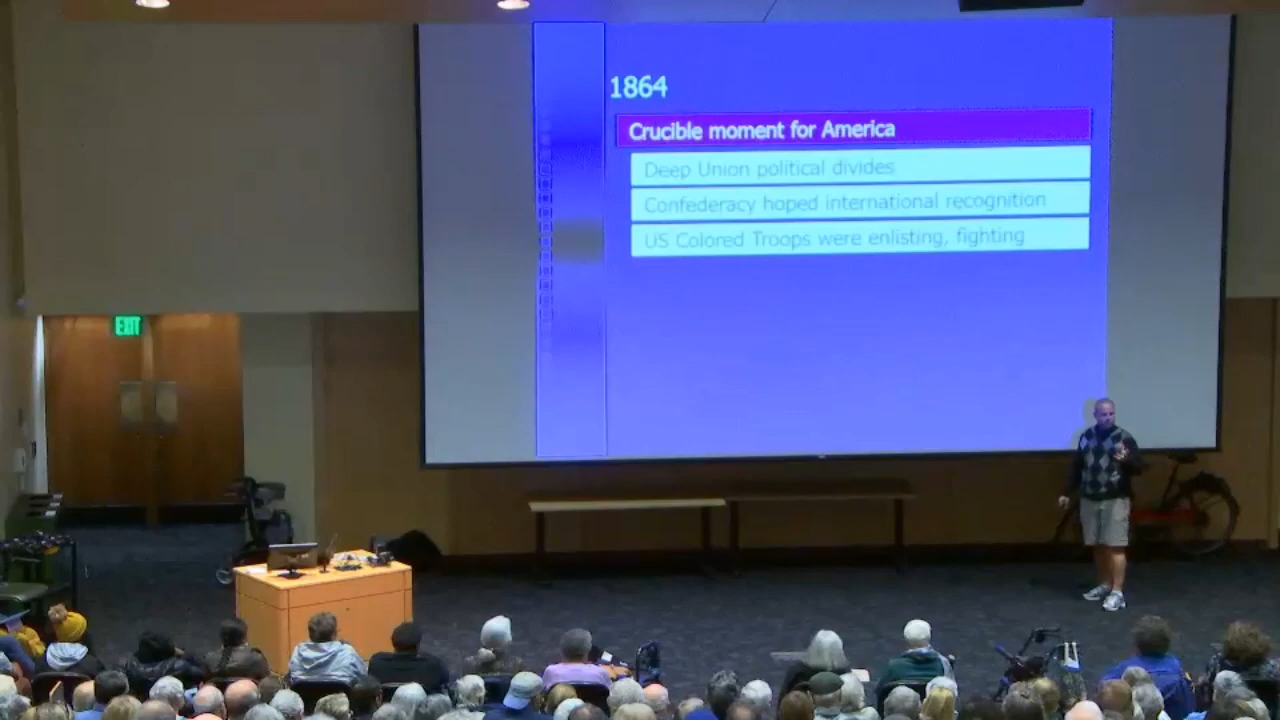 1864
Crucible moment for America
Deep Union political divides
Confederacy hoped international recognition
US Colored Troops were enlisting, fighting
EXIT